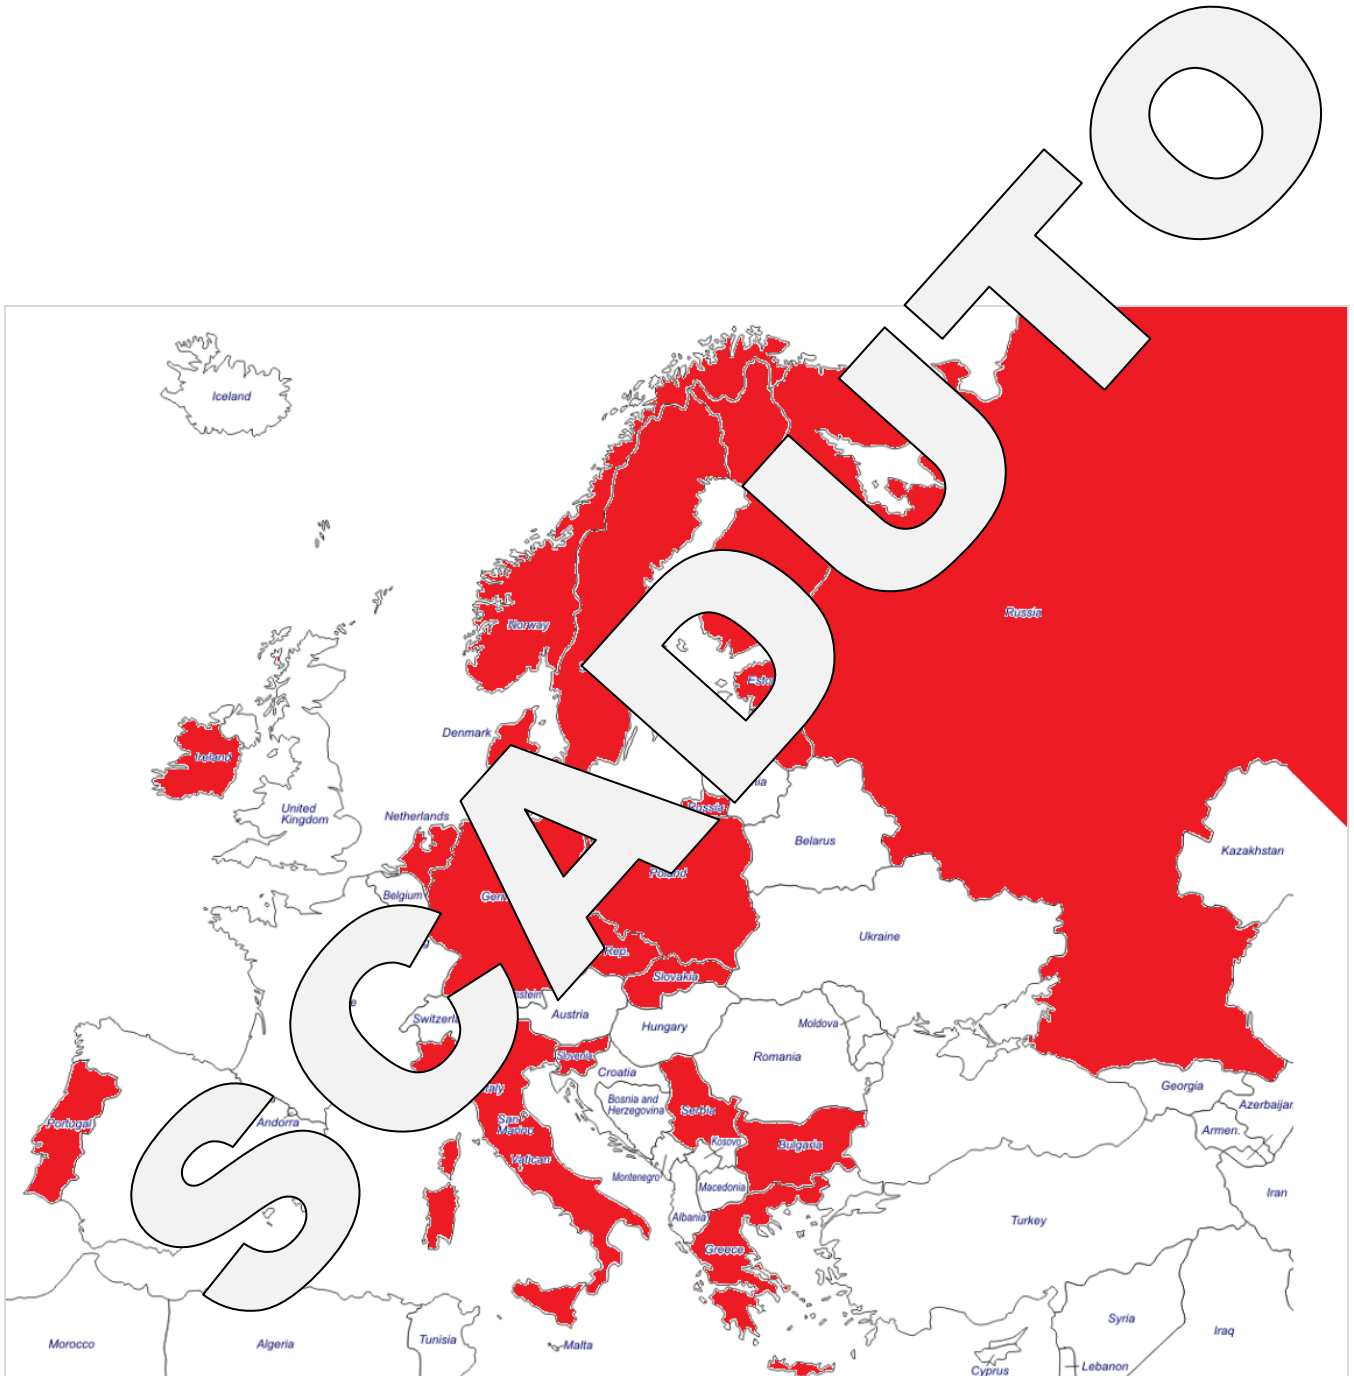 SCADUTO
Iceland
Norway
Russia
Denmark
Ireland
United
Kingdom
Netherlands
Russia
Belarus
Kazakhstan
Belgium
Poland
Ukraine
Rep.
Slovakia
Austria
Hungary
Moldova
Romania
Slovenia
Croatia
Bosnia and
Herzegovina
Serbia
Georgia
Azerbaijan
Armen.
Portugal
Andorra
San
Marino
Vatican
Kosovo
Bulgaria
Montenegro
Macedonia
Albania
Iran
Turkey
Greece
Syria
Iraq
Morocco
Algeria
Tunisia
Malta
Cyprus
Lebanon